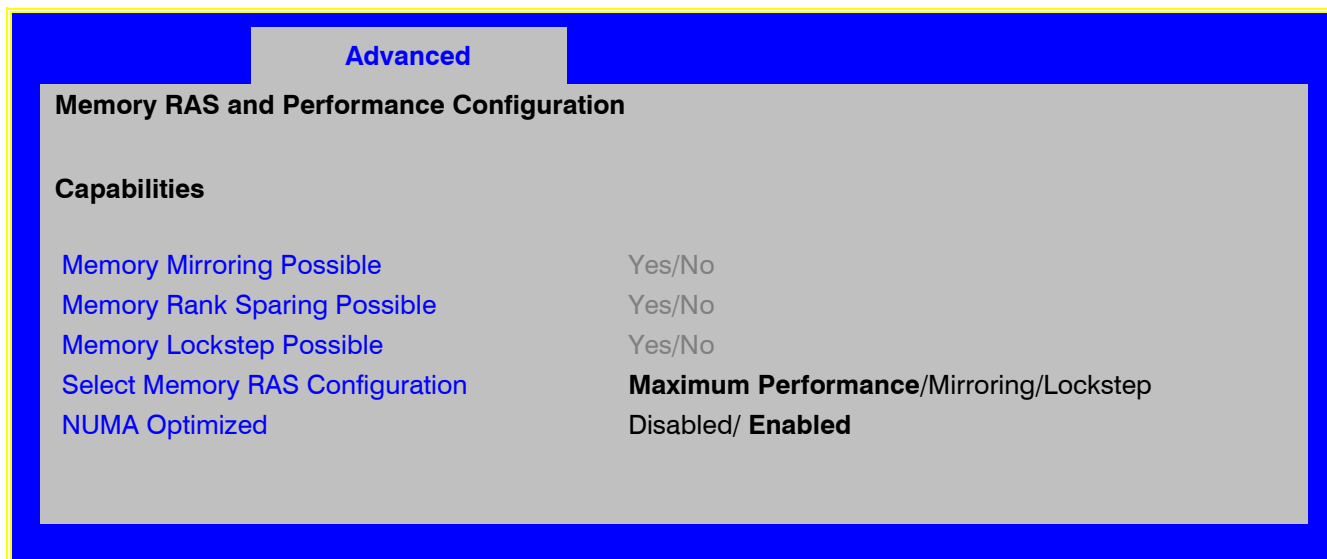 Advanced
Memory RAS and Performance Configuration
Capabilities
Memory Mirroring Possible Yes/No
Memory Rank Sparing Possible Yes/No
Memory Lockstep Possible Yes/No
Select Memory RAS Configuration Maximum Performance/Mirroring/Lockstep
NUMA Optimized Disabled/ Enabled